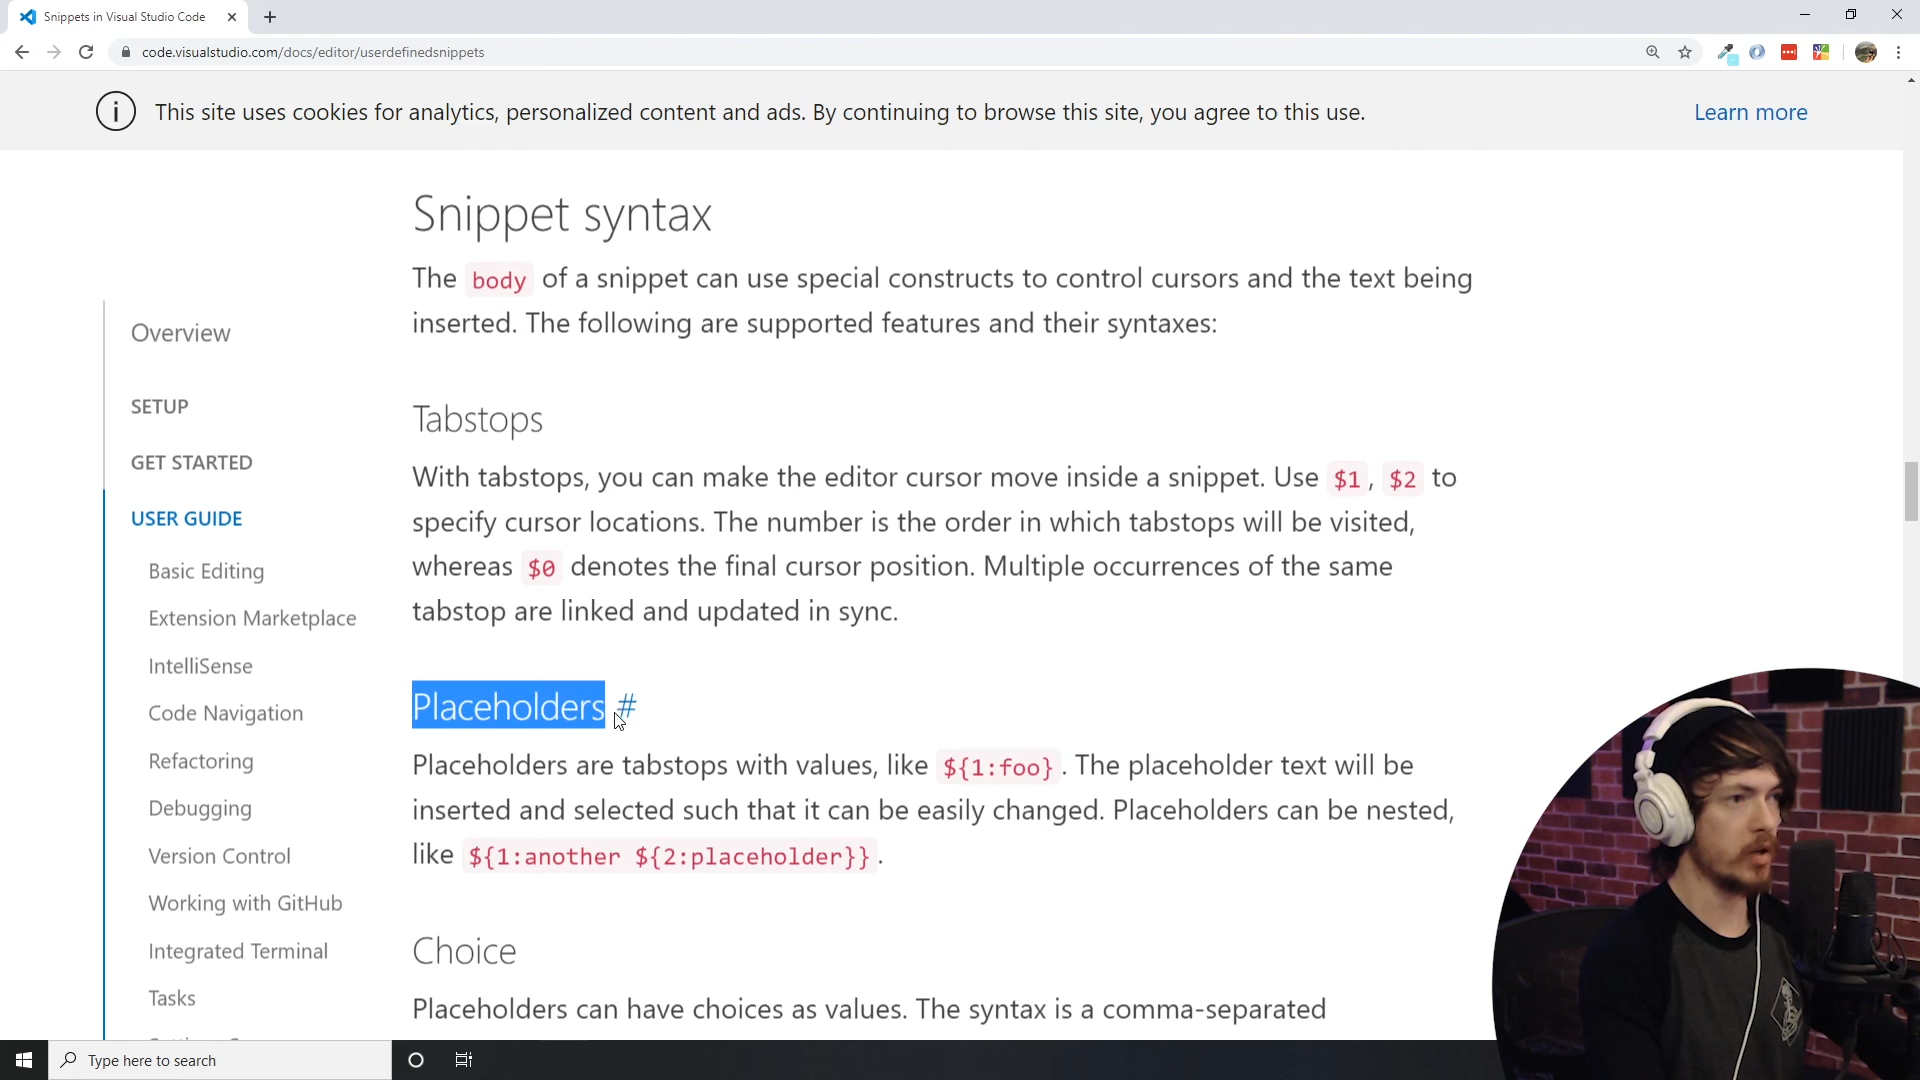 Snippets in Visual Studio Code
code.visualstudio.com/docs/editor/userdefinedsnippets
This site uses cookies for analytics, personalized content and ads. By continuing to browse this site, you agree to this use.
Learn more
Snippet syntax
The body of a snippet can use special constructs to control cursors and the text being
inserted. The following are supported features and their syntaxes:
Overview
SETUP
GET STARTED
USER GUIDE
Basic Editing
Extension Marketplace
IntelliSense
Code Navigation
Refactoring
Debugging
Version Control
Working with GitHub
Integrated Terminal
Tasks
Tabstops
With tabstops, you can make the editor cursor move inside a snippet. Use $1, $2 to
specify cursor locations. The number is the order in which tabstops will be visited,
whereas $0 denotes the final cursor position. Multiple occurrences of the same
tabstop are linked and updated in sync.
Placeholders #
Placeholders are tabstops with values, like ${1:foo}. The placeholder text will be
inserted and selected such that it can be easily changed. Placeholders can be nested,
like ${1:another ${2:placeholder}}.
Choice
Placeholders can have choices as values. The syntax is a comma-separated
Type here to search